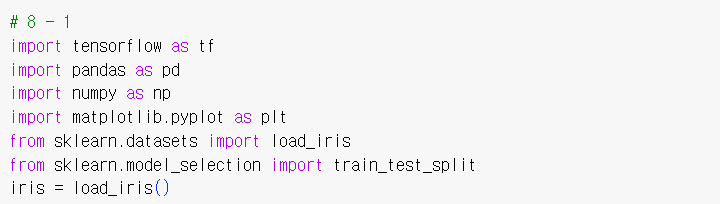 # 8 - 1
import tensorflow as tf
import pandas as pd
import numpy as np
import matplotlib.pyplot as plt
from sklearn.datasets import load_iris
from sklearn.model_selection import train_test_split
iris = load_iris()